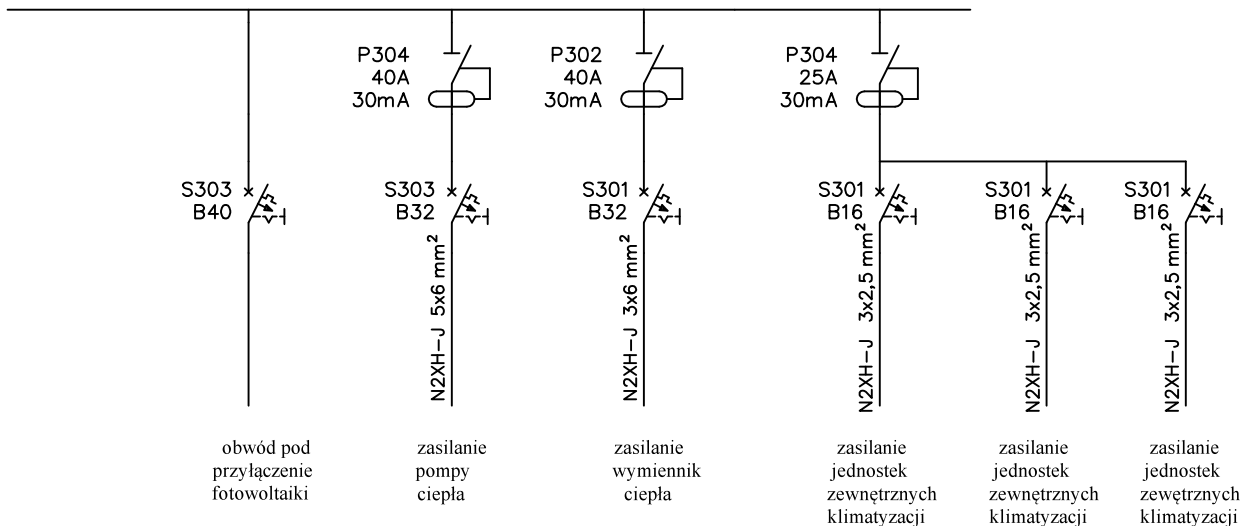 P304
40A
30mA
P302
40A
30mA
P304
25A
30mA
S303
B40
S303
B32
S301
B32
S301
B16
S301
B16
S301
B16
N2XH-J 5x6 mm²
N2XH-J 3x6 mm²
N2XH-J 3x2,5 mm²
N2XH-J 3x2,5 mm²
N2XH-J 3x2,5 mm²
obwód pod
przyłączenie
fotowoltaiki
zasilanie
pompy
ciepła
zasilanie
wymiennik
ciepła
zasilanie
jednostek
zewnętrznych
klimatyzacji
zasilanie
jednostek
zewnętrznych
klimatyzacji
zasilanie
jednostek
zewętrznych
klimatyzacji